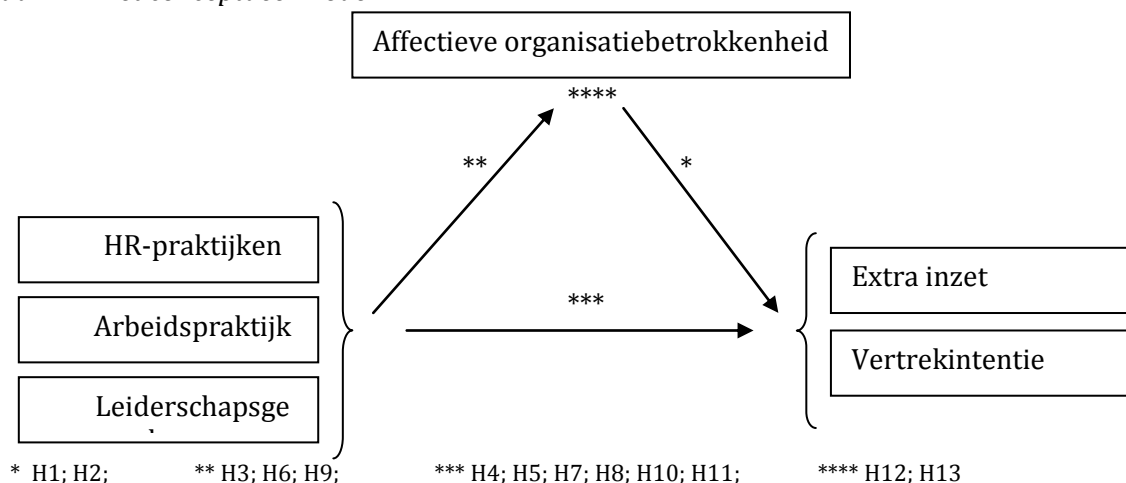 Affectieve organisatiebetrokkenheid
****
**
*
HR-praktijken
Arbeidspraktijk
Leiderschapsge
***
Extra inzet
Vertrekintentie
* H1; H2; ** H3; H6; H9; *** H4; H5; H7; H8; H10; H11; **** H12; H13